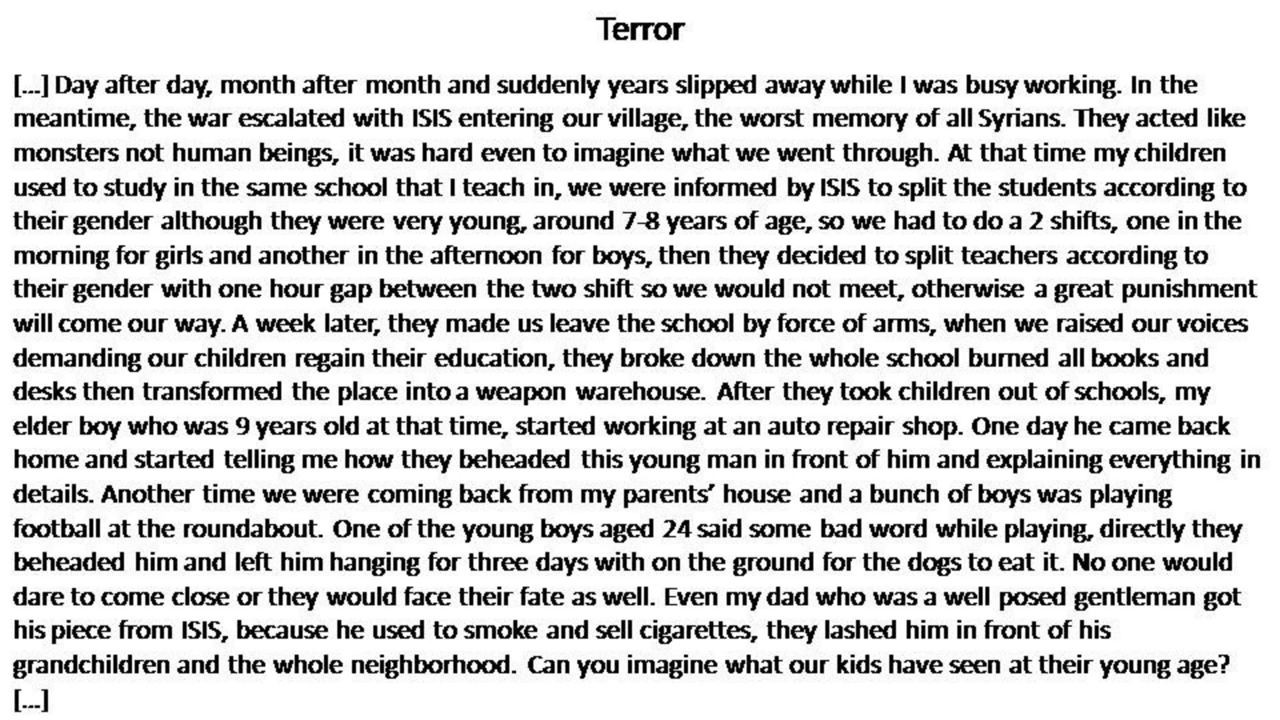 Terror
[...] Day after day, month after month and suddenly years slipped away while I was busy working. In the
meantime, the war escalated with ISIS entering our village, the worst memory of all Syrians. They acted like
monsters not human beings, it was hard even to imagine what we went through. At that time my children
used to study in the same school that I teach in, we were informed by ISIS to split the students according to
their gender although they were very young, around 7-8 years of age, so we had to do a 2 shifts, one in the
morning for girls and another in the afternoon for boys, then they decided to split teachers according to
their gender with one hour gap between the two shift so we would not meet, otherwise a great punishment
will come our way. A week later, they made us leave the school by force of arms, when we raised our voices
demanding our children regain their education, they broke down the whole school burned all books and
desks then transformed the place into a weapon warehouse. After they took children out of schools, my
elder boy who was 9 years old at that time, started working at an auto repair shop. One day he came back
home and started telling me how they beheaded this young man in front of him and explaining everything in
details. Another time we were coming back from my parents’ house and a bunch of boys was playing
football at the roundabout. One of the young boys aged 24 said some bad word while playing, directly they
beheaded him and left him hanging for three days with on the ground for the dogs to eat it. No one would
dare to come close or they would face their fate as well. Even my dad who was a well posed gentleman got
his piece from ISIS, because he used to smoke and sell cigarettes, they lashed him in front of his
grandchildren and the whole neighborhood. Can you imagine what our kids have seen at their young age?
[...]